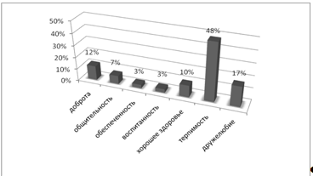 50%
40%
30%
20%
10%
0%
12%
7%
3%
3%
10%
48%
17%
доброта
общительность
обеспеченность
воспитанность
хорошее здоровье
терпимость
дружелюбие